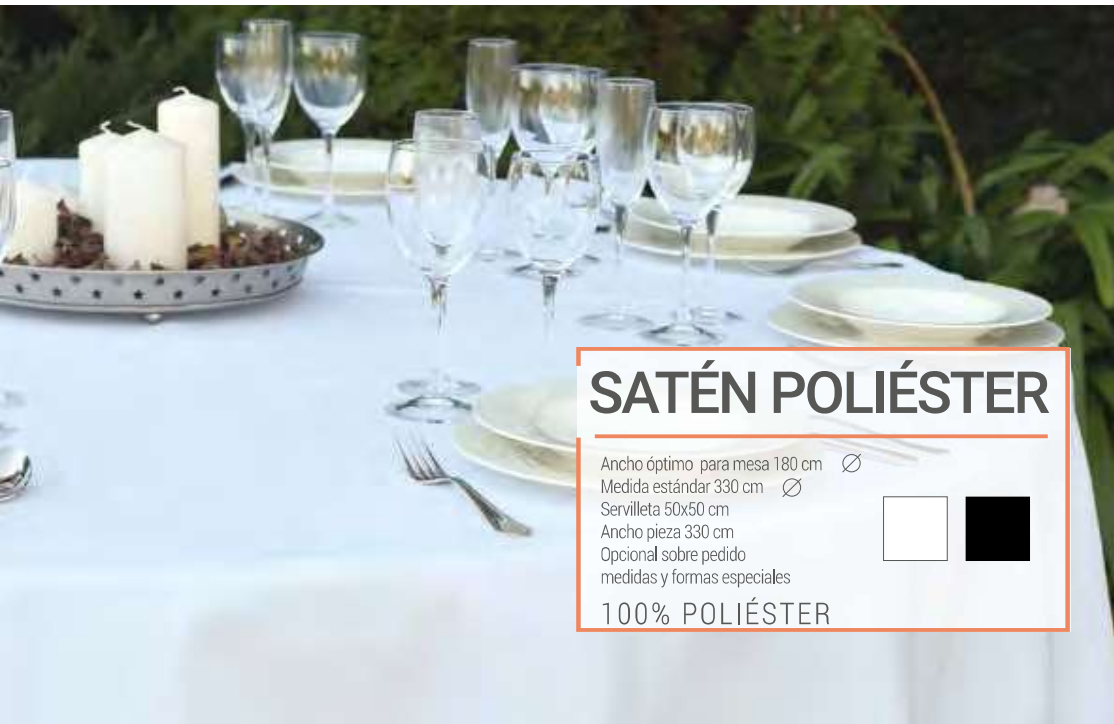 SATÉN POLIÉSTER
Ancho óptimo para mesa 180 cm ∅
Medida estándar 330 cm ∅
Servilleta 50x50 cm
Ancho pieza 330 cm
Opcional sobre pedido
medidas y formas especiales
100% POLIÉSTER